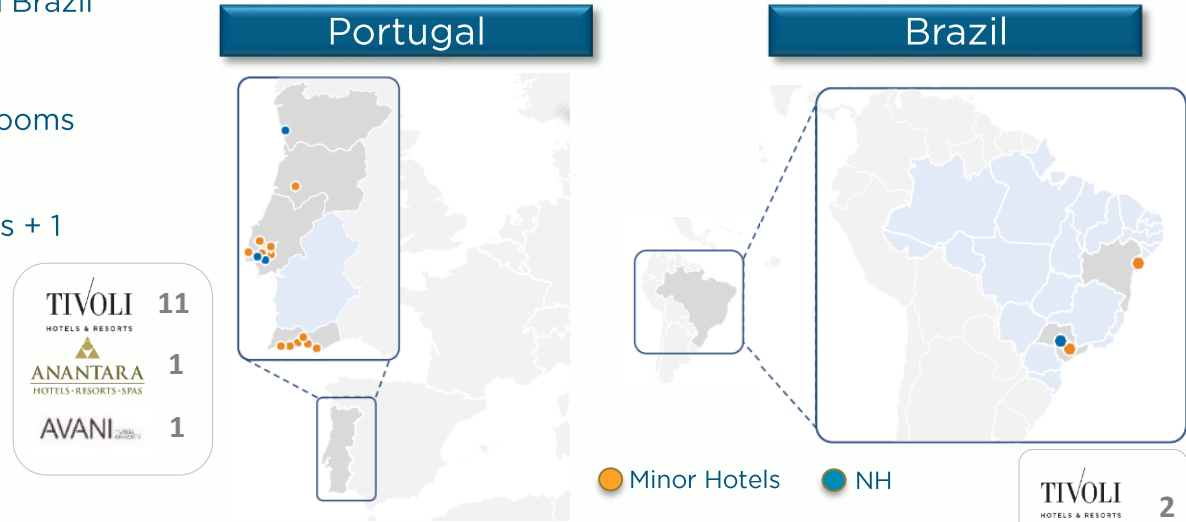 Brazil
Portugal
Brazil
ooms
s + 1
TIVOLI 11
HOTELS & RESORTS
ANANTARA 1
HOTELS·RESORTS·SPAS
AVANI 1
Minor Hotels
NH
TIVOLI 2
HOTELS & RESORTS